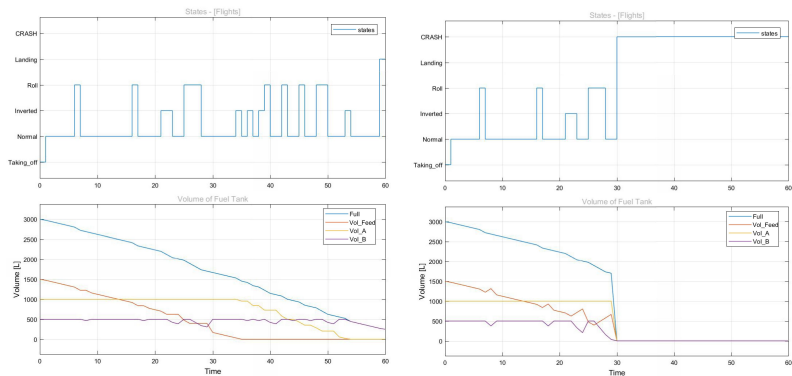 States - [Flights]
CRASH
Landing
Roll
Inverted
Normal
Taking_off
states
0 10 20 30 40 50 60
Volume of Fuel Tank
Volume [L]
3000
2500
2000
1500
1000
500
0
Full
Vol_Feed
Vol_A
Vol_B
0 10 20 30 40 50 60
Time
States - [Flights]
CRASH
Landing
Roll
Inverted
Normal
Taking_off
states
0 10 20 30 40 50 60
Volume of Fuel Tank
Volume [L]
3000
2500
2000
1500
1000
500
0
Full
Vol_Feed
Vol_A
Vol_B
0 10 20 30 40 50 60
Time